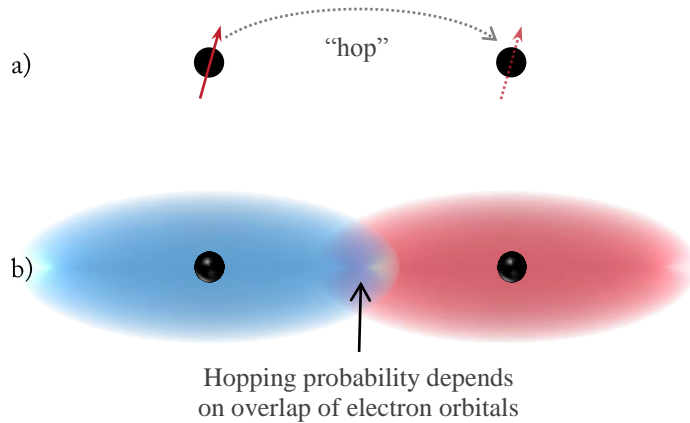 a)
“hop”
b)
Hopping probability depends
on overlap of electron orbitals